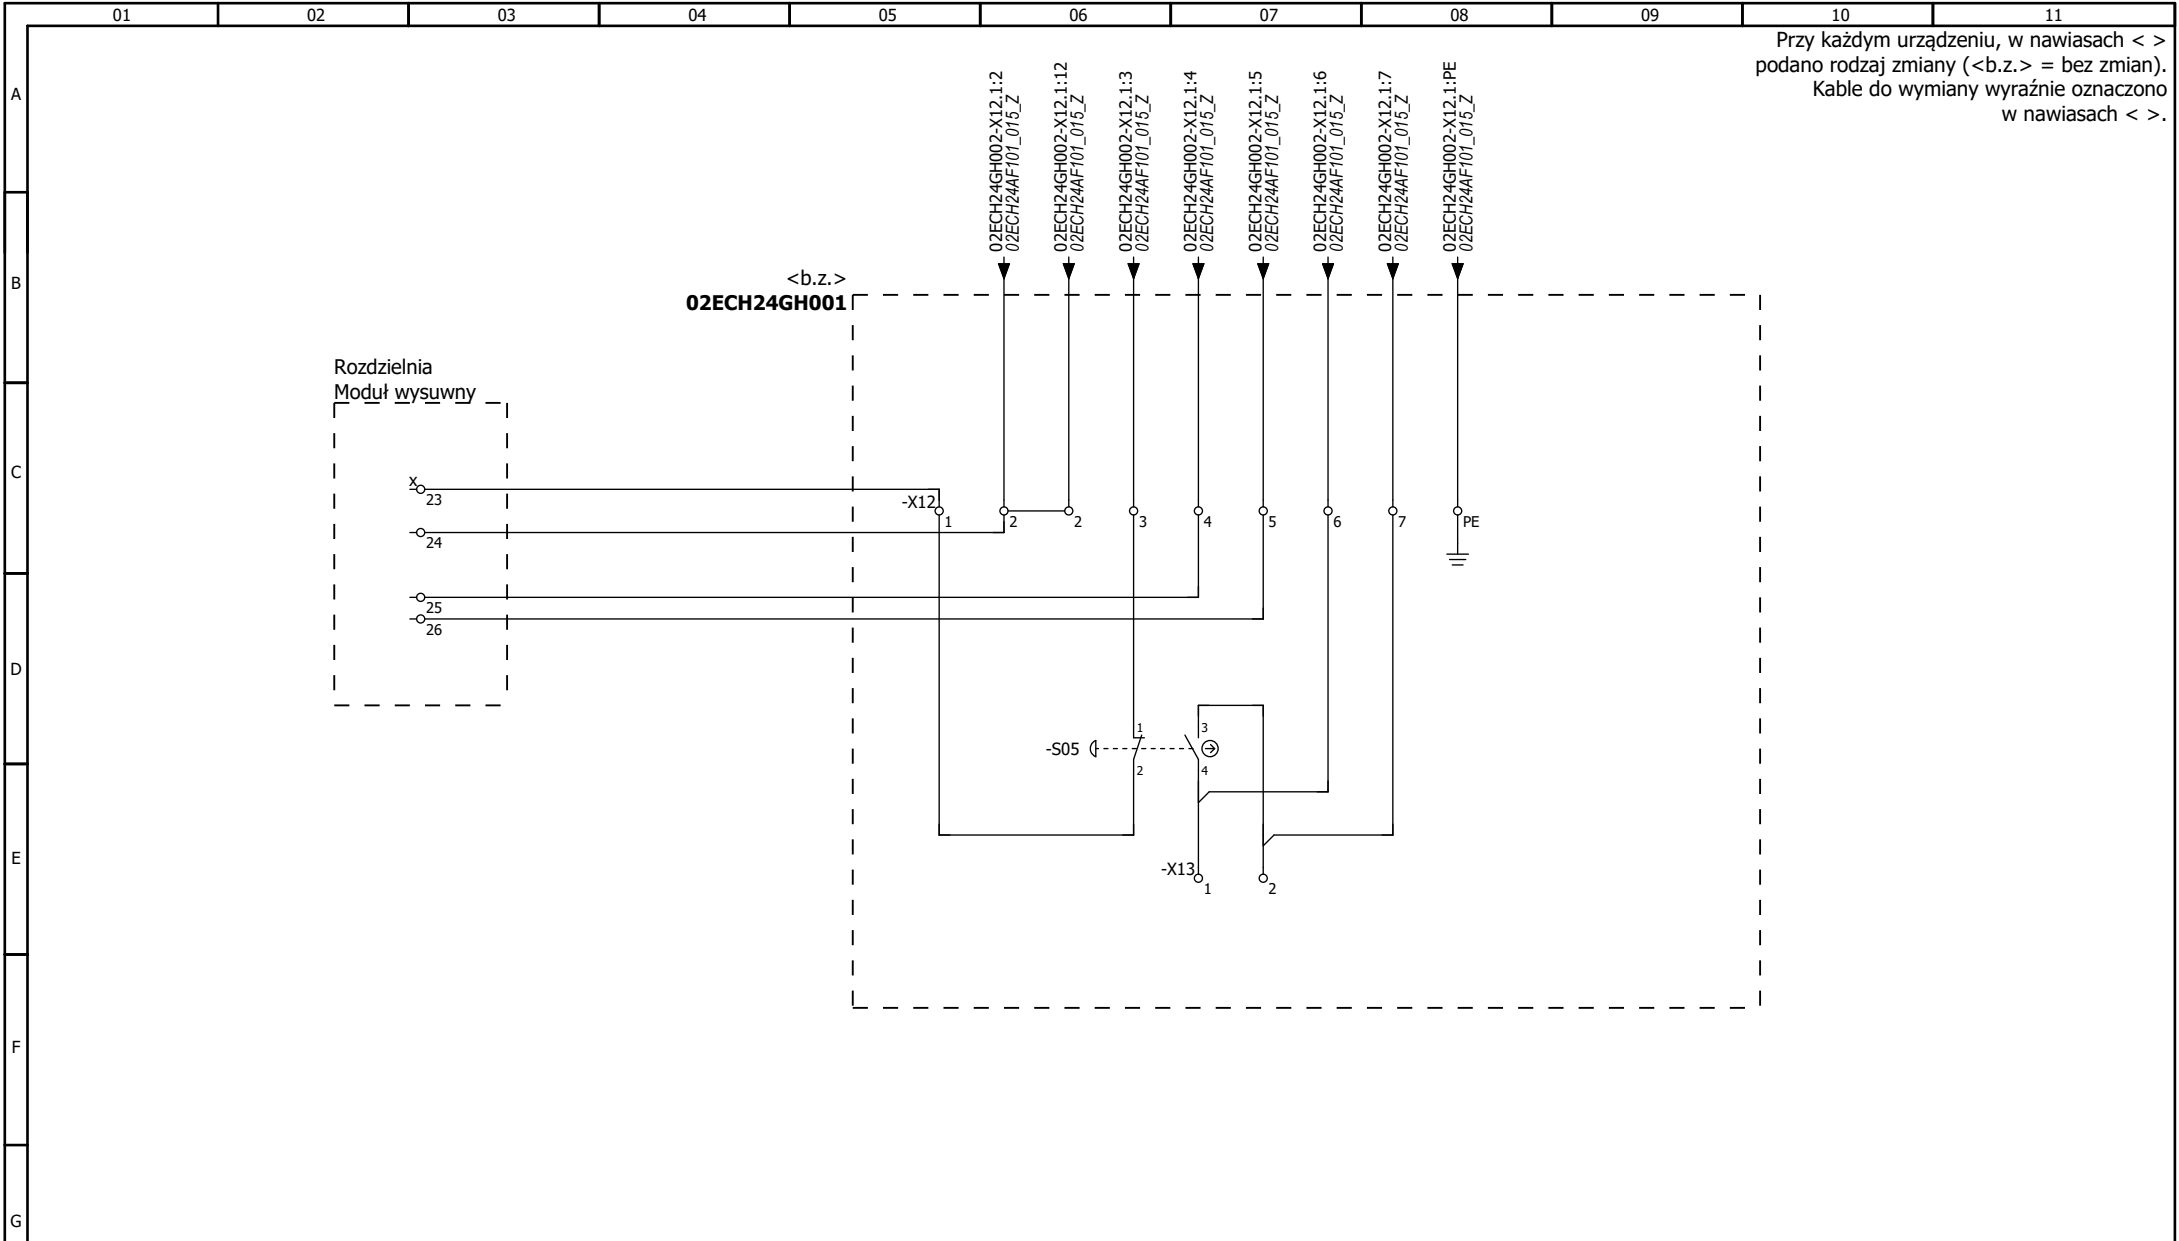 01
02
03
04
05
06
07
08
09
10
11
A
B
C
D
E
F
G
Przy każdym urządzeniu, w nawiasach < >
podano rodzaj zmiany (<b.z.> = bez zmian).
Kable do wymiany wyraźnie oznaczono
w nawiasach < >.
02ECH24GH002-X12.1:2
02ECH24AF101_015_Z
02ECH24GH002-X12.1:12
02ECH24AF101_015_Z
02ECH24GH002-X12.1:3
02ECH24AF101_015_Z
02ECH24GH002-X12.1:4
02ECH24AF101_015_Z
02ECH24GH002-X12.1:5
02ECH24AF101_015_Z
02ECH24GH002-X12.1:6
02ECH24AF101_015_Z
02ECH24GH002-X12.1:7
02ECH24AF101_015_Z
02ECH24GH002-X12.1:PE
02ECH24AF101_015_Z
<b.z.>
02ECH24GH001
Rozdzielnia
Moduł wysuwny
x
23
24
25
26
-X12
1
2
2
3
4
5
6
7
PE
-S05
1
2
3
4
-X13
1
2